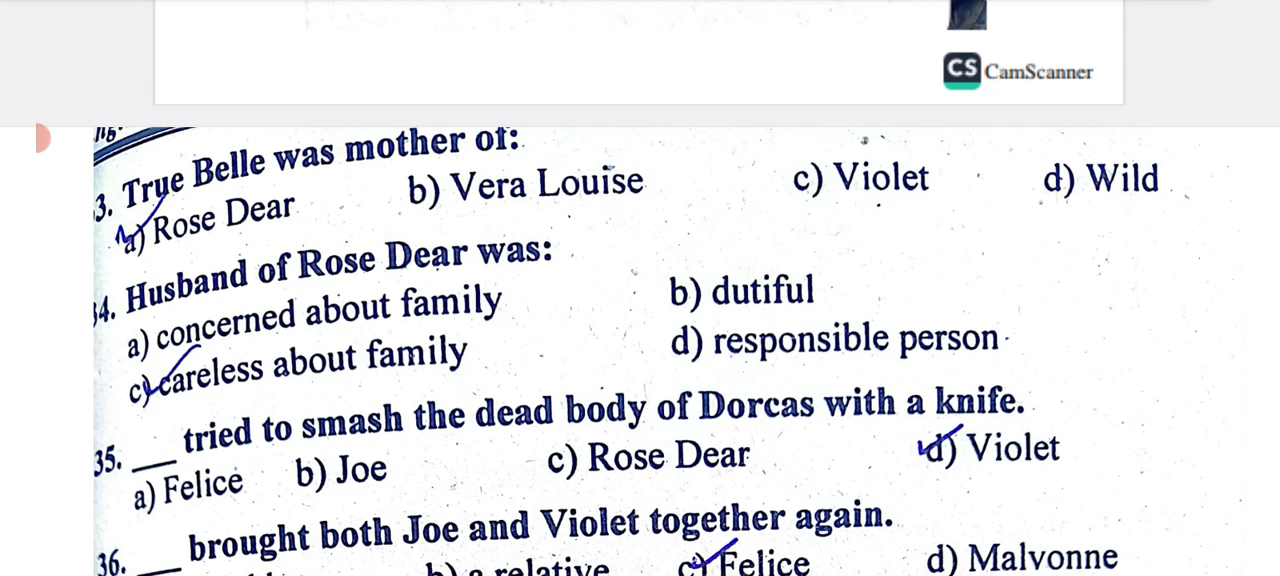 CS CamScanner
3. True Belle was mother of:
a) Rose Dear b) Vera Louise c) Violet d) Wild
34. Husband of Rose Dear was:
a) concerned about family b) dutiful
c) careless about family d) responsible person
35. ___ tried to smash the dead body of Dorcas with a knife.
a) Felice b) Joe c) Rose Dear d) Violet
36. ___ brought both Joe and Violet together again.
b) a relative c) Felice d) Malvonne